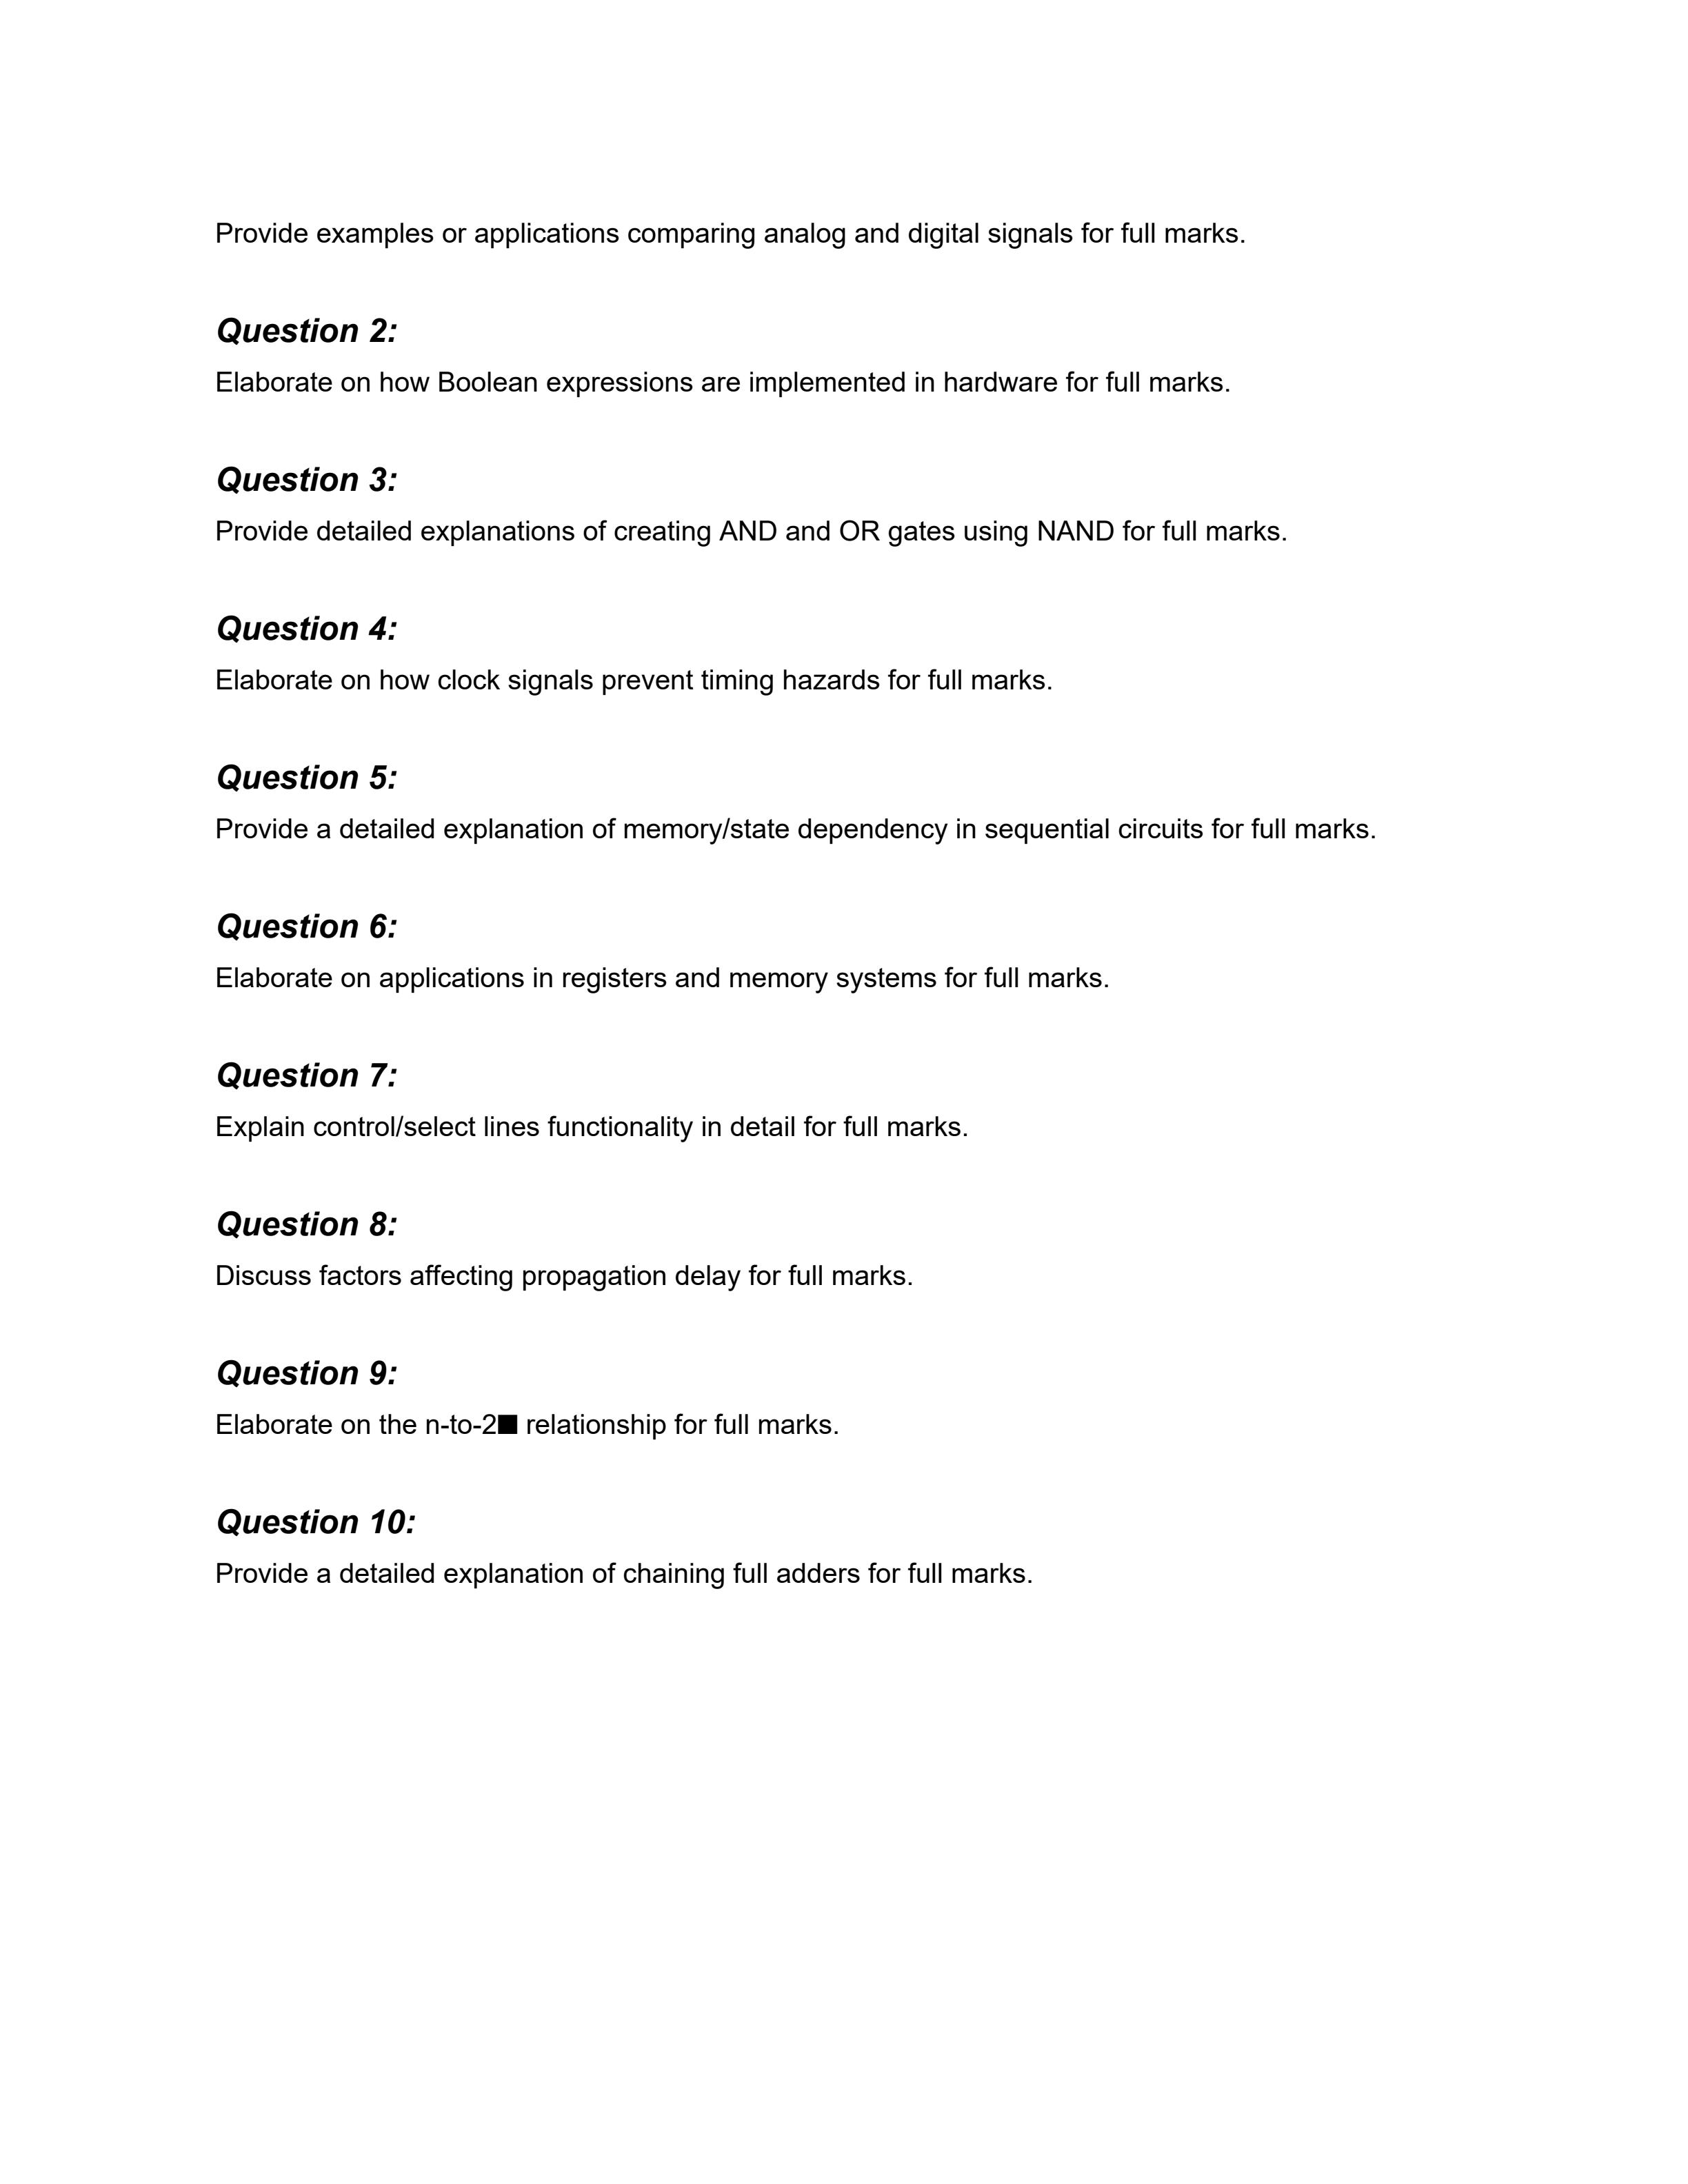 Provide examples or applications comparing analog and digital signals for full marks.
Question 2:
Elaborate on how Boolean expressions are implemented in hardware for full marks.
Question 3:
Provide detailed explanations of creating AND and OR gates using NAND for full marks.
Question 4:
Elaborate on how clock signals prevent timing hazards for full marks.
Question 5:
Provide a detailed explanation of memory/state dependency in sequential circuits for full marks.
Question 6:
Elaborate on applications in registers and memory systems for full marks.
Question 7:
Explain control/select lines functionality in detail for full marks.
Question 8:
Discuss factors affecting propagation delay for full marks.
Question 9:
Elaborate on the n-to-2■ relationship for full marks.
Question 10:
Provide a detailed explanation of chaining full adders for full marks.